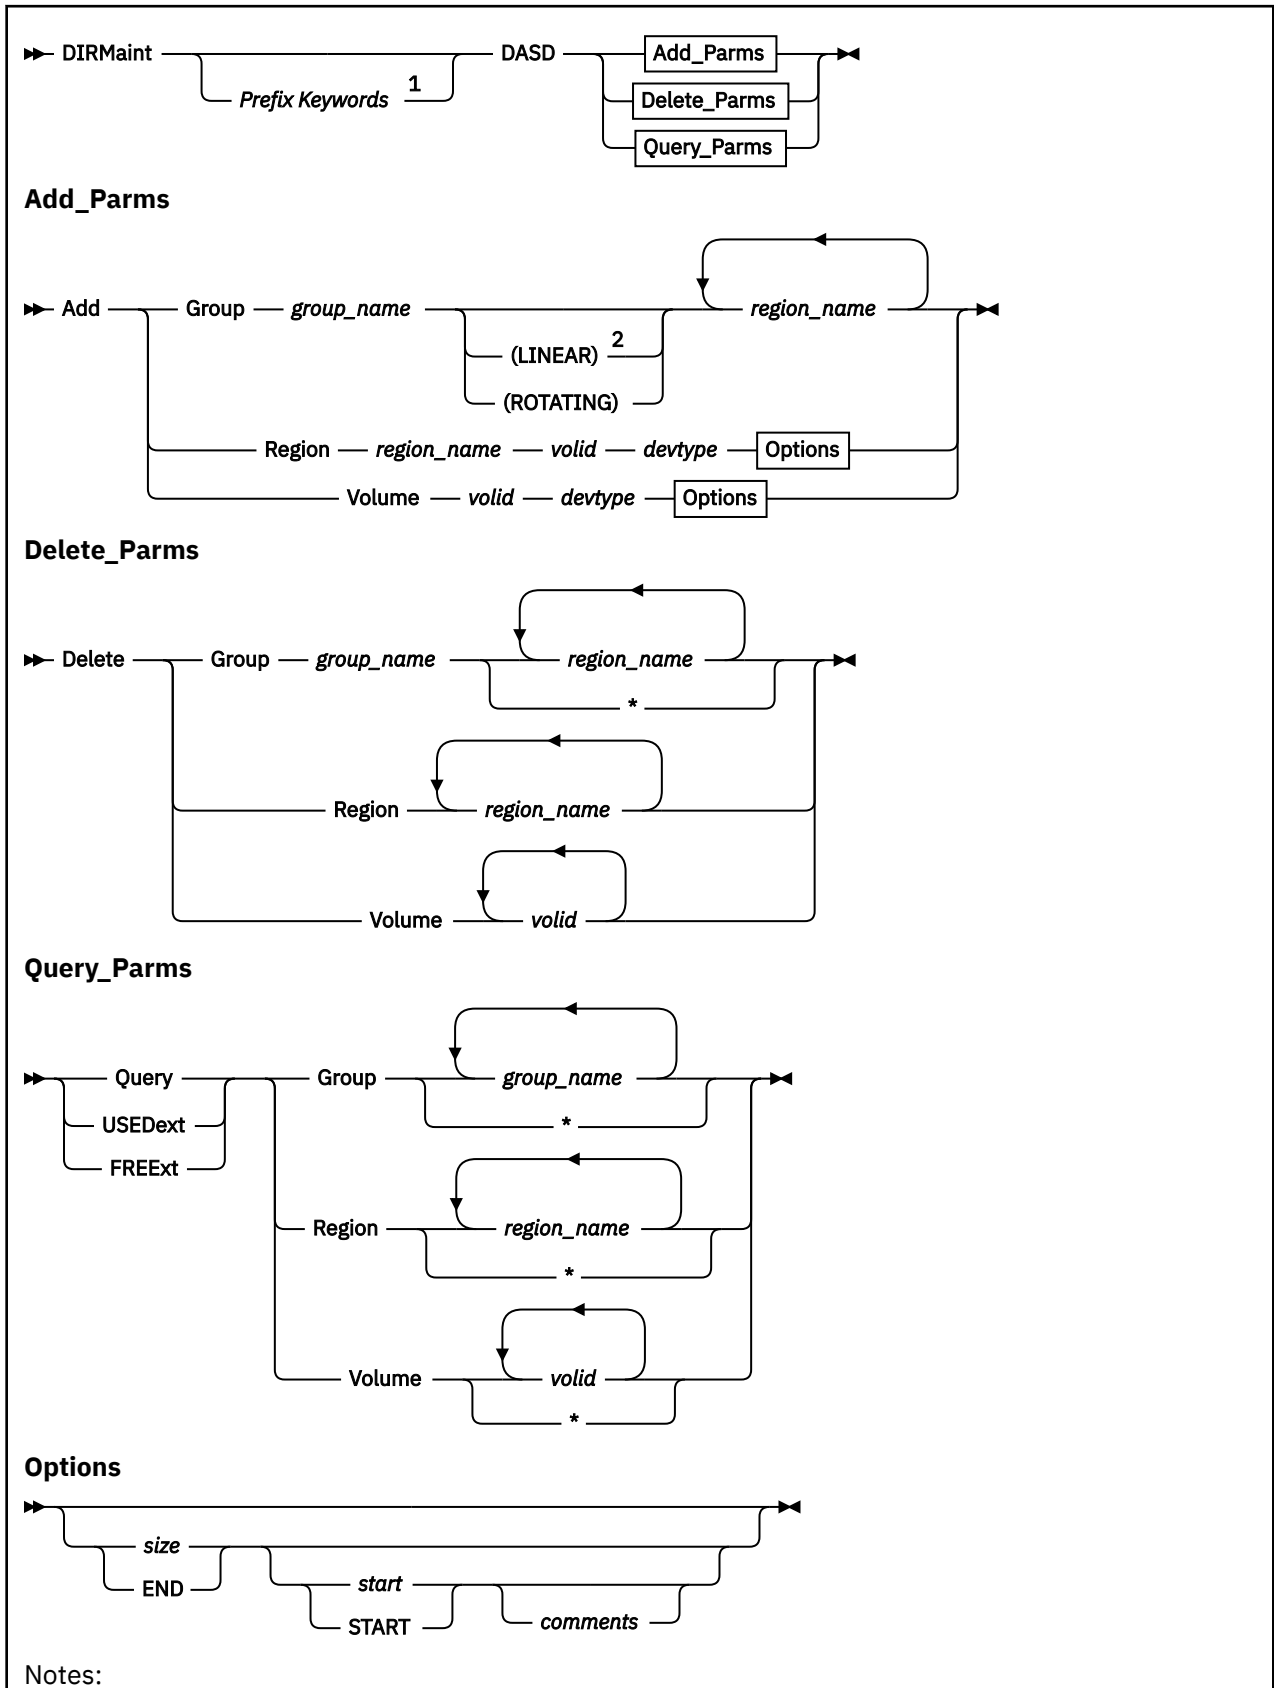 DIRMaint DASD Add_Parms
Prefix Keywords 1
Delete_Parms
Query_Parms
Add_Parms
Add Group group_name region_name
(LINEAR) 2
(ROTATING)
Region region_name volid devtype Options
Volume volid devtype Options
Delete_Parms
Delete Group group_name region_name
*
Region region_name
Volume volid
Query_Parms
Query Group group_name
USEDext *
FREExt
Region region_name
*
Volume volid
*
Options
size
END start
START comments
Notes: